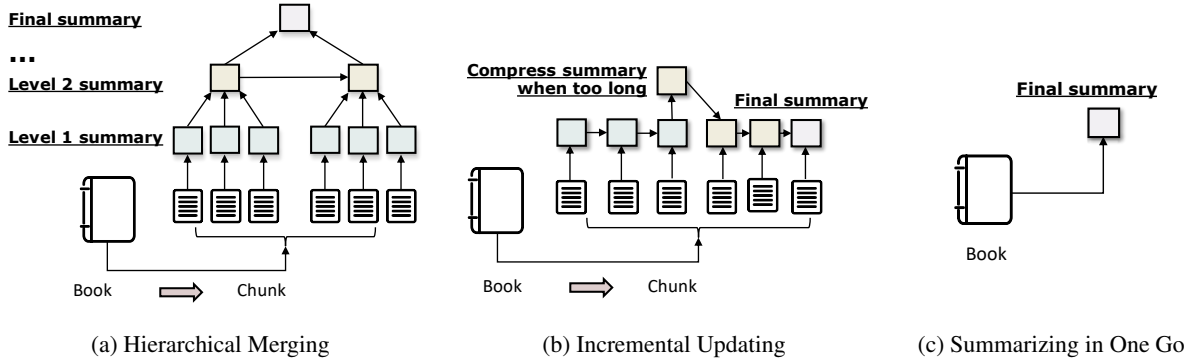 Final summary
...
Level 2 summary
Level 1 summary
Book
Chunk
(a) Hierarchical Merging
Compress summary
when too long
Final summary
Book
Chunk
(b) Incremental Updating
Final summary
Book
(c) Summarizing in One Go